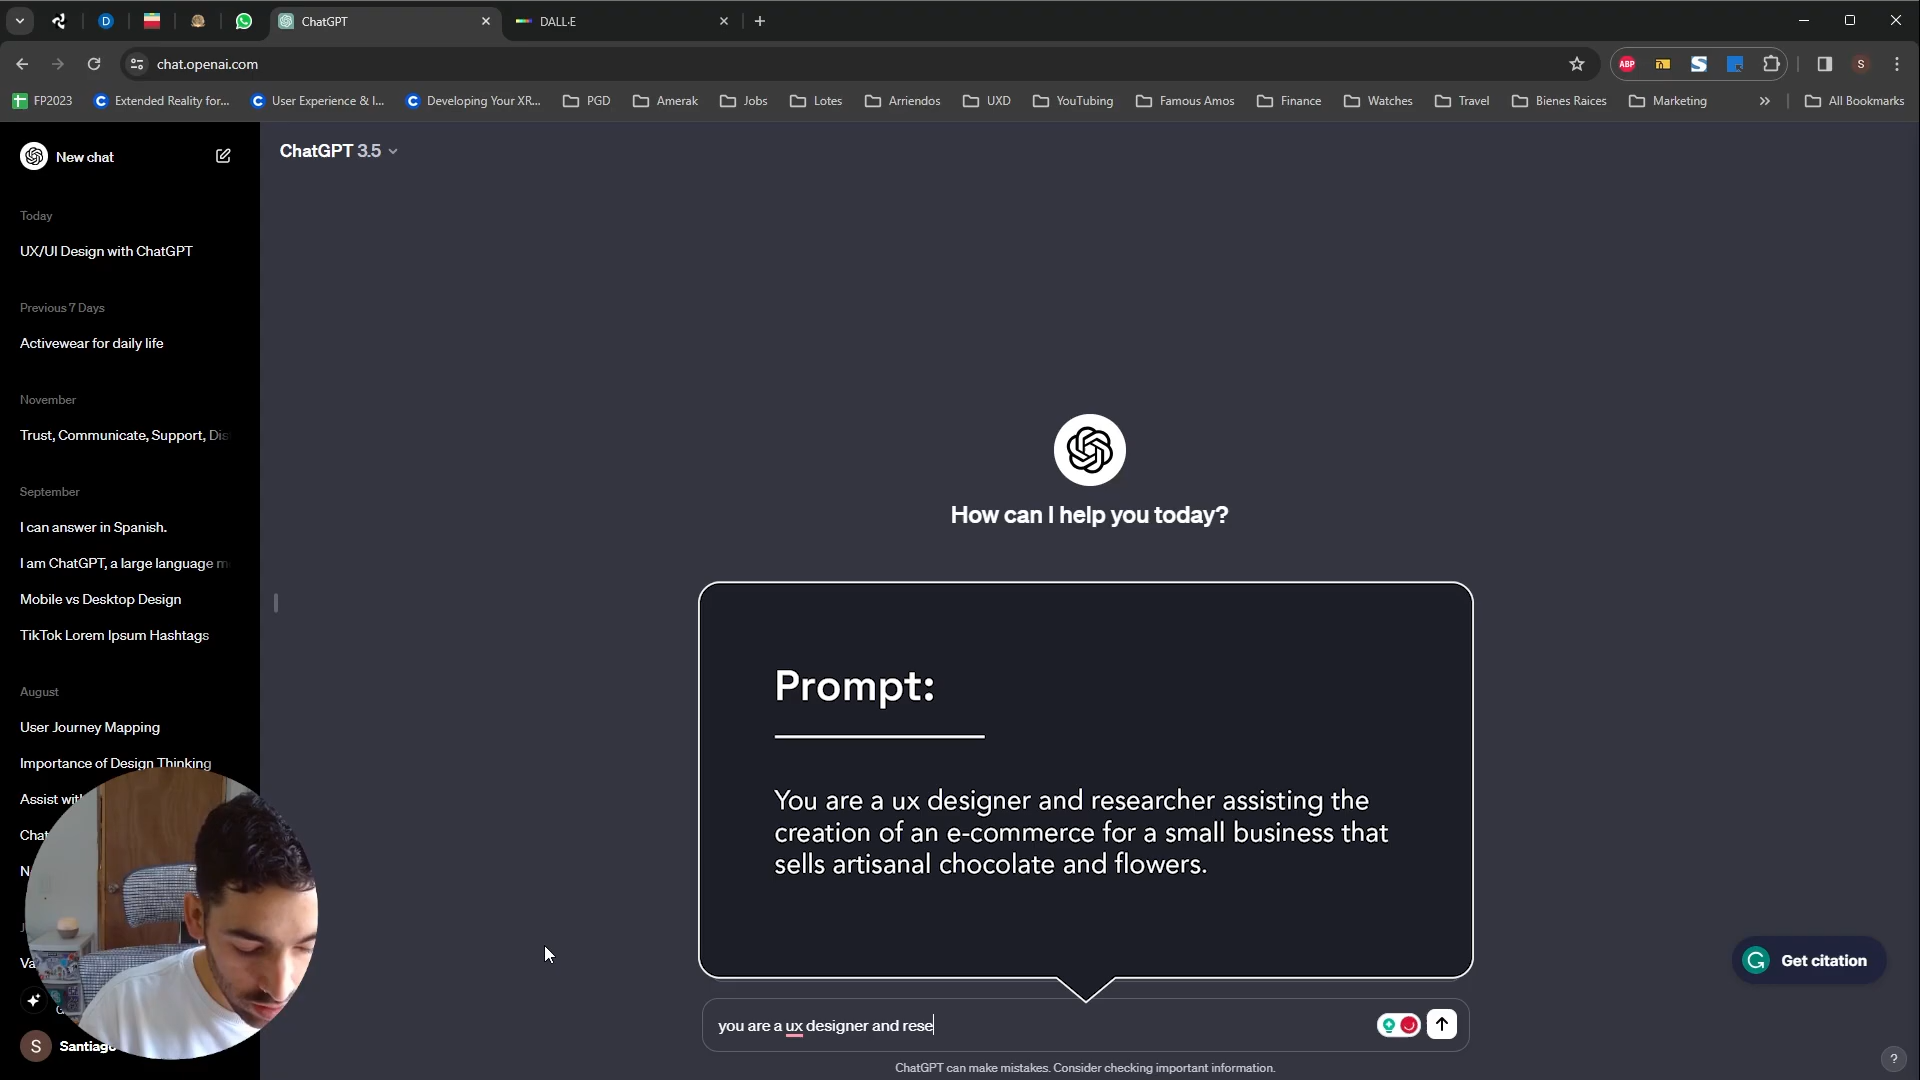 ChatGPT
DALL·E
chat.openai.com
ABP
S
FP2023
Extended Reality for...
User Experience & I...
Developing Your XR...
PGD
Amerak
Jobs
Lotes
Arriendos
UXD
YouTubing
Famous Amos
Finance
Watches
Travel
Bienes Raices
Marketing
All Bookmarks
New chat
ChatGPT 3.5
Today
UX/UI Design with ChatGPT
Previous 7 Days
Activewear for daily life
November
Trust, Communicate, Support, Dis
September
I can answer in Spanish.
I am ChatGPT, a large language m
Mobile vs Desktop Design
TikTok Lorem Ipsum Hashtags
August
User Journey Mapping
Importance of Design Thinking
Assist wit
Chat
N
Va
S
Santiago
How can I help you today?
Prompt:
You are a ux designer and researcher assisting the
creation of an e-commerce for a small business that
sells artisanal chocolate and flowers.
Get citation
you are a ux designer and rese
ChatGPT can make mistakes. Consider checking important information.
?